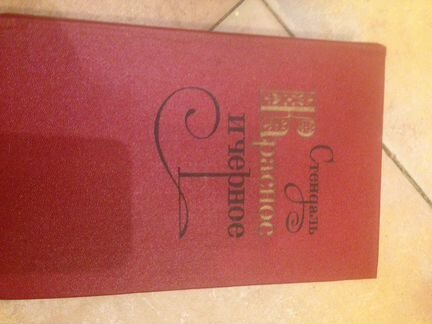 Стендаль
Красное
и черное